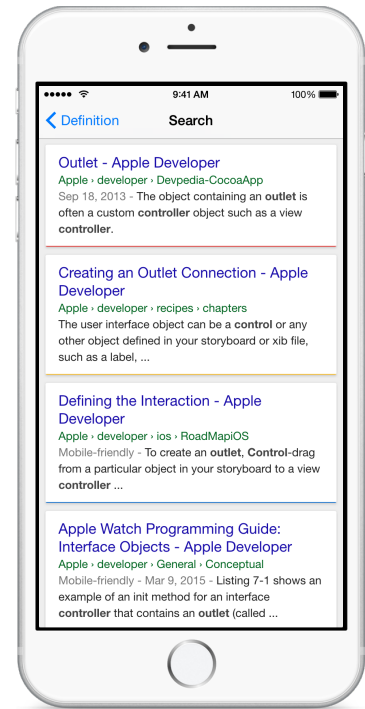 9:41 AM 100%
Definition Search
Outlet - Apple Developer
Apple › developer › Devpedia-CocoaApp
Sep 18, 2013 - The object containing an outlet is
often a custom controller object such as a view
controller.
Creating an Outlet Connection - Apple
Developer
Apple › developer › recipes › chapters
The user interface object can be a control or any
other object defined in your storyboard or xib file,
such as a label, ...
Defining the Interaction - Apple
Developer
Apple › developer › ios › RoadMapiOS
Mobile-friendly - To create an outlet, Control-drag
from a particular object in your storyboard to a view
controller ...
Apple Watch Programming Guide:
Interface Objects - Apple Developer
Apple › developer › General › Conceptual
Mobile-friendly - Mar 9, 2015 - Listing 7-1 shows an
example of an init method for an interface
controller that contains an outlet (called ...